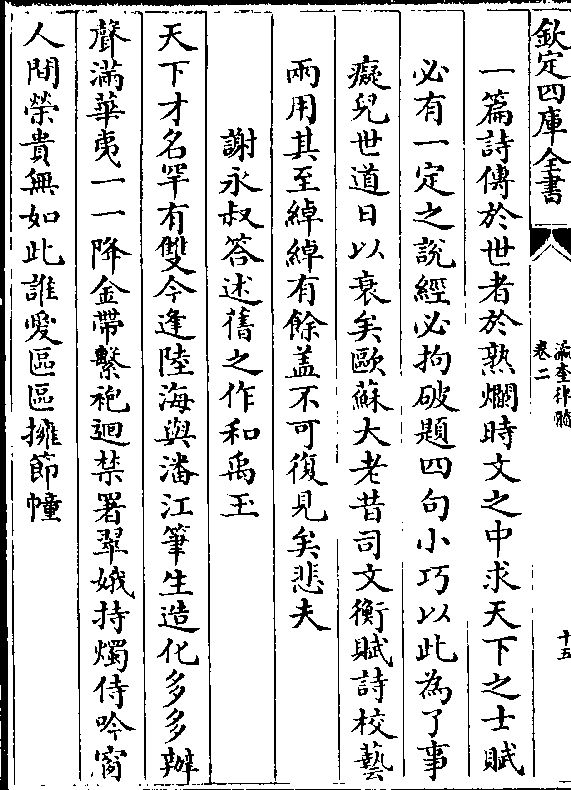 欽定四庫全書
瀛奎律髓
卷二
十五
一篇詩傳於世者於熟爛時文之中求天下之士賦
必有一定之說經必拘破題四句小巧以此為了事
癡兒世道日以衰矣歐蘇大老昔司文衡賦詩校藝
兩用其至綽綽有餘盖不可復見矣悲夫
謝永叔答述舊之作和禹玉
天下才名罕有雙今逢陸海與潘江筆生造化多多辦
聲滿華夷一一降金帶繫袍迴禁署翠娥持燭侍吟窗
人間榮貴無如此誰愛區區擁節幢